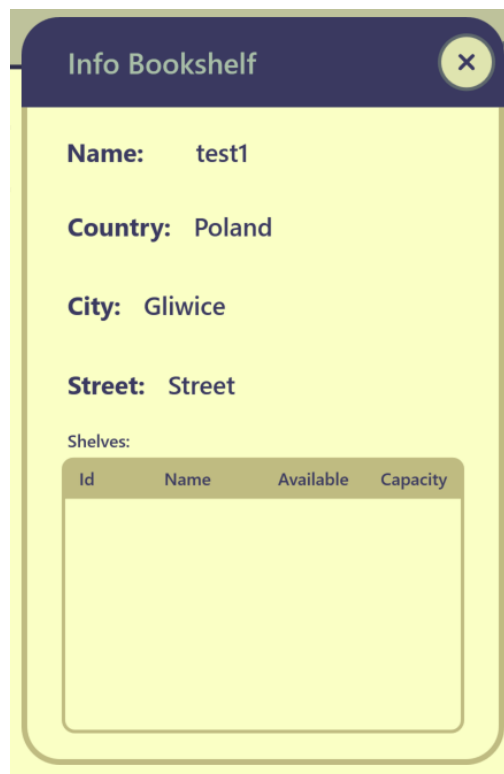 Info Bookshelf
Name: test1
Country: Poland
City: Gliwice
Street: Street
Shelves:
Id Name Available Capacity